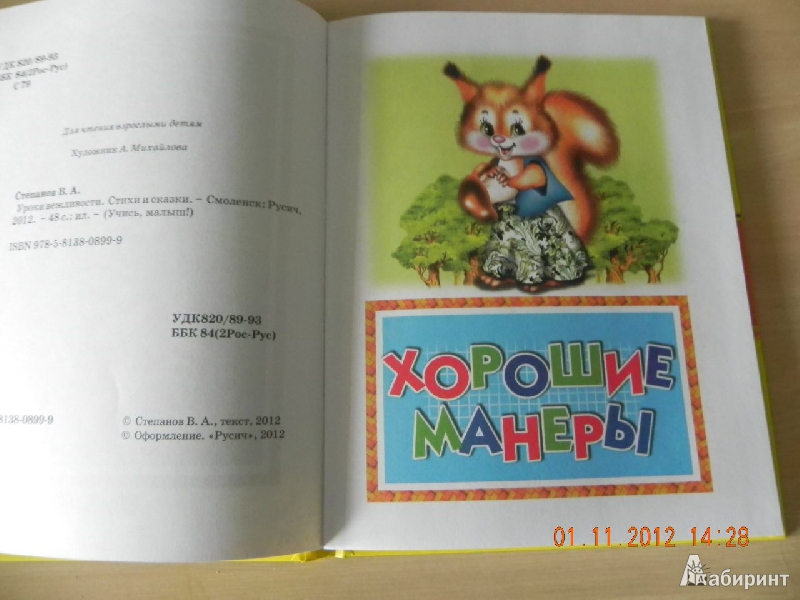 УДК 820/89-93
ББК 84(2Рос-Рус)
С 79
Для чтения взрослыми детям
Художник А. Михайлова
Степанов В. А.
Уроки вежливости. Стихи и сказки. – Смоленск: Русич,
2012. – 48 с.: ил. – (Учись, малыш!)
ISBN 978-5-8138-0899-9
УДК820/89-93
ББК 84(2Рос-Рус)
8138-0899-9
© Степанов В. А., текст, 2012
© Оформление. «Русич», 2012
ХОРОШИЕ
МАНЕРЫ
01.11.2012 14:28
Лабиринт